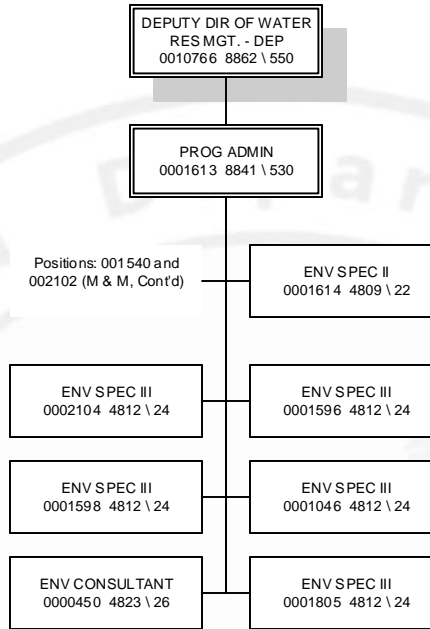 DEPUTY DIR OF WATER
RES MGT. - DEP
0010766 8862 \ 550
PROG ADMIN
0001613 8841 \ 530
Positions: 001540 and
002102 (M & M, Cont'd)
ENV SPEC II
0001614 4809 \ 22
ENV SPEC III
0002104 4812 \ 24
ENV SPEC III
0001596 4812 \ 24
ENV SPEC III
0001598 4812 \ 24
ENV SPEC III
0001046 4812 \ 24
ENV CONSULTANT
0000450 4823 \ 26
ENV SPEC III
0001805 4812 \ 24
Depar